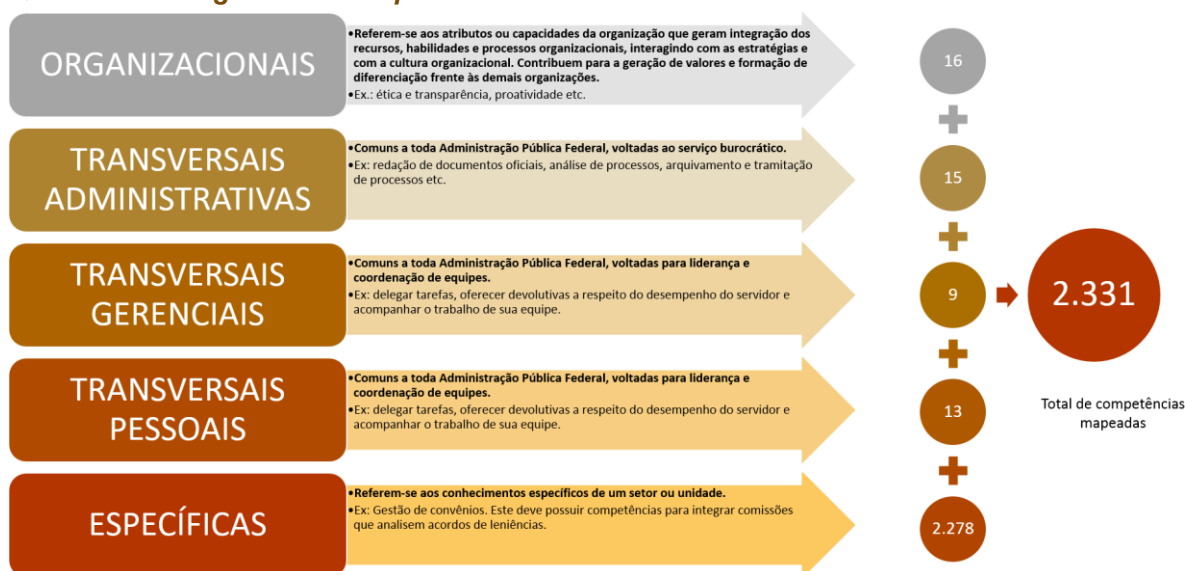 ORGANIZACIONAIS
•Referem-se aos atributos ou capacidades da organização que geram integração dos
recursos, habilidades e processos organizacionais, interagindo com as estratégias e
com a cultura organizacional. Contribuem para a geração de valores e formação de
diferenciação frente às demais organizações.
•Ex.: ética e transparência, proatividade etc.
16
TRANSVERSAIS
ADMINISTRATIVAS
•Comuns a toda Administração Pública Federal, voltadas ao serviço burocrático.
•Ex: redação de documentos oficiais, análise de processos, arquivamento e tramitação
de processos etc.
15
TRANSVERSAIS
GERENCIAIS
•Comuns a toda Administração Pública Federal, voltadas para liderança e
coordenação de equipes.
•Ex: delegar tarefas, oferecer devolutivas a respeito do desempenho do servidor e
acompanhar o trabalho de sua equipe.
9
2.331
Total de competências
mapeadas
TRANSVERSAIS
PESSOAIS
•Comuns a toda Administração Pública Federal, voltadas para liderança e
coordenação de equipes.
•Ex: delegar tarefas, oferecer devolutivas a respeito do desempenho do servidor e
acompanhar o trabalho de sua equipe.
13
ESPECÍFICAS
•Referem-se aos conhecimentos específicos de um setor ou unidade.
•Ex: Gestão de convênios. Este deve possuir competências para integrar comissões
que analisem acordos de leniências.
2.278